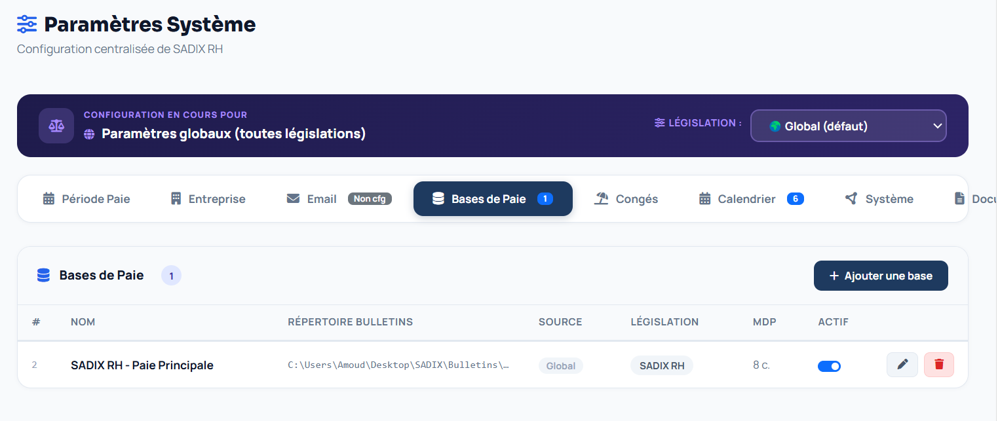 Paramètres Système
Configuration centralisée de SADIX RH
CONFIGURATION EN COURS POUR
Paramètres globaux (toutes législations)
LÉGISLATION :
Global (défaut)
Période Paie
Entreprise
Email Non cfg
Bases de Paie 1
Congés
Calendrier 6
Système
Docu
Bases de Paie 1
+ Ajouter une base
# NOM RÉPERTOIRE BULLETINS SOURCE LÉGISLATION MDP ACTIF
2 SADIX RH - Paie Principale C:\Users\Amoud\Desktop\SADIX\Bulletins\… Global SADIX RH 8 c.